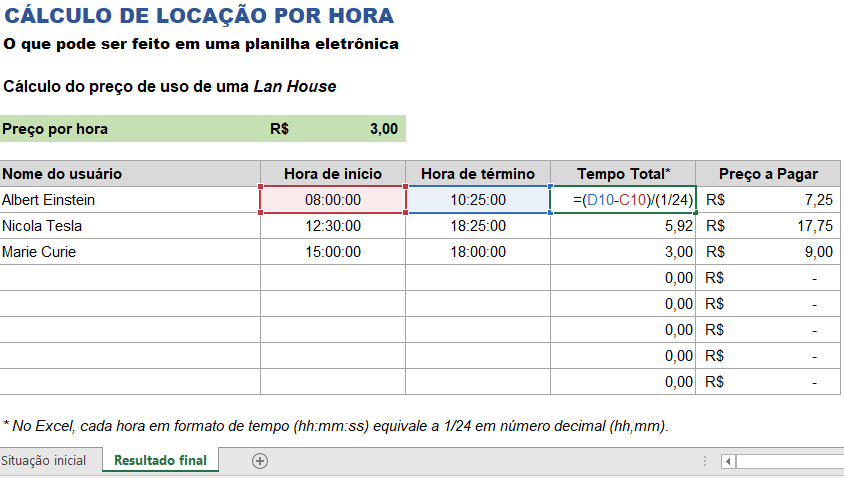 CÁLCULO DE LOCAÇÃO POR HORA
O que pode ser feito em uma planilha eletrônica
Cálculo do preço de uso de uma Lan House
Preço por hora R$ 3,00
Nome do usuário Hora de início Hora de término Tempo Total* Preço a Pagar
Albert Einstein 08:00:00 10:25:00 =(D10-C10)/(1/24) R$ 7,25
Nicola Tesla 12:30:00 18:25:00 5,92 R$ 17,75
Marie Curie 15:00:00 18:00:00 3,00 R$ 9,00
0,00 R$ -
0,00 R$ -
0,00 R$ -
0,00 R$ -
0,00 R$ -
* No Excel, cada hora em formato de tempo (hh:mm:ss) equivale a 1/24 em número decimal (hh,mm).
Situação inicial Resultado final